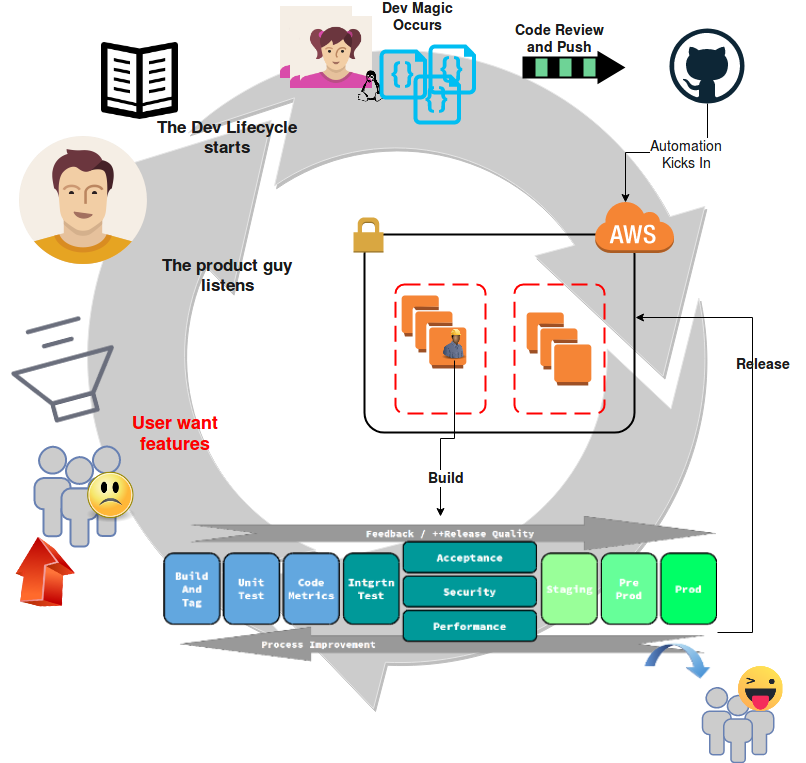 Dev Magic
Occurs
Code Review
and Push
The Dev Lifecycle
starts
Automation
Kicks In
AWS
The product guy
listens
Release
User want
features
Build
Feedback / ++Release Quality
Build
And
Tag
Unit
Test
Code
Metrics
Intgrtn
Test
Acceptance
Security
Performance
Staging
Pre
Prod
Prod
Process Improvement